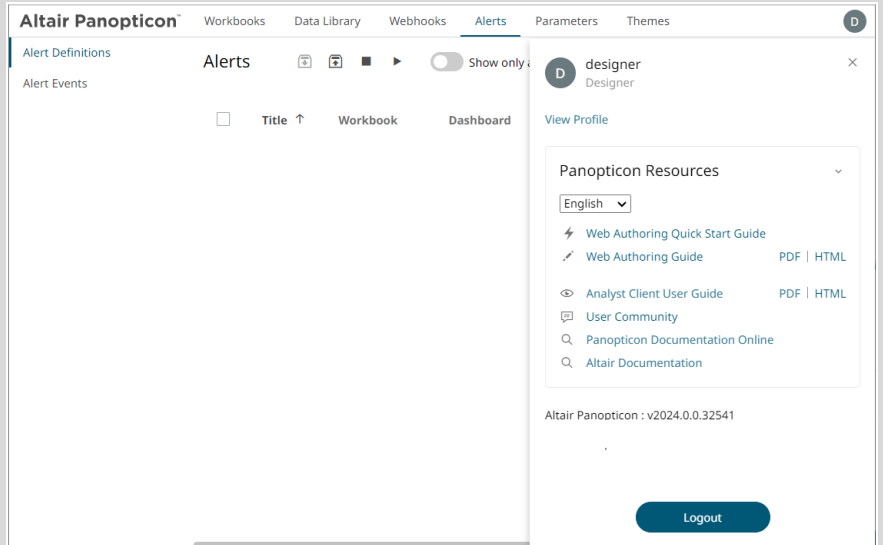 Altair Panopticon™ Workbooks Data Library Webhooks Alerts Parameters Themes D
Alert Definitions
Alert Events
Alerts Show only
Title ↑ Workbook Dashboard
D designer
Designer
View Profile
Panopticon Resources
English
Web Authoring Quick Start Guide
Web Authoring Guide PDF | HTML
Analyst Client User Guide PDF | HTML
User Community
Panopticon Documentation Online
Altair Documentation
Altair Panopticon : v2024.0.0.32541
Logout